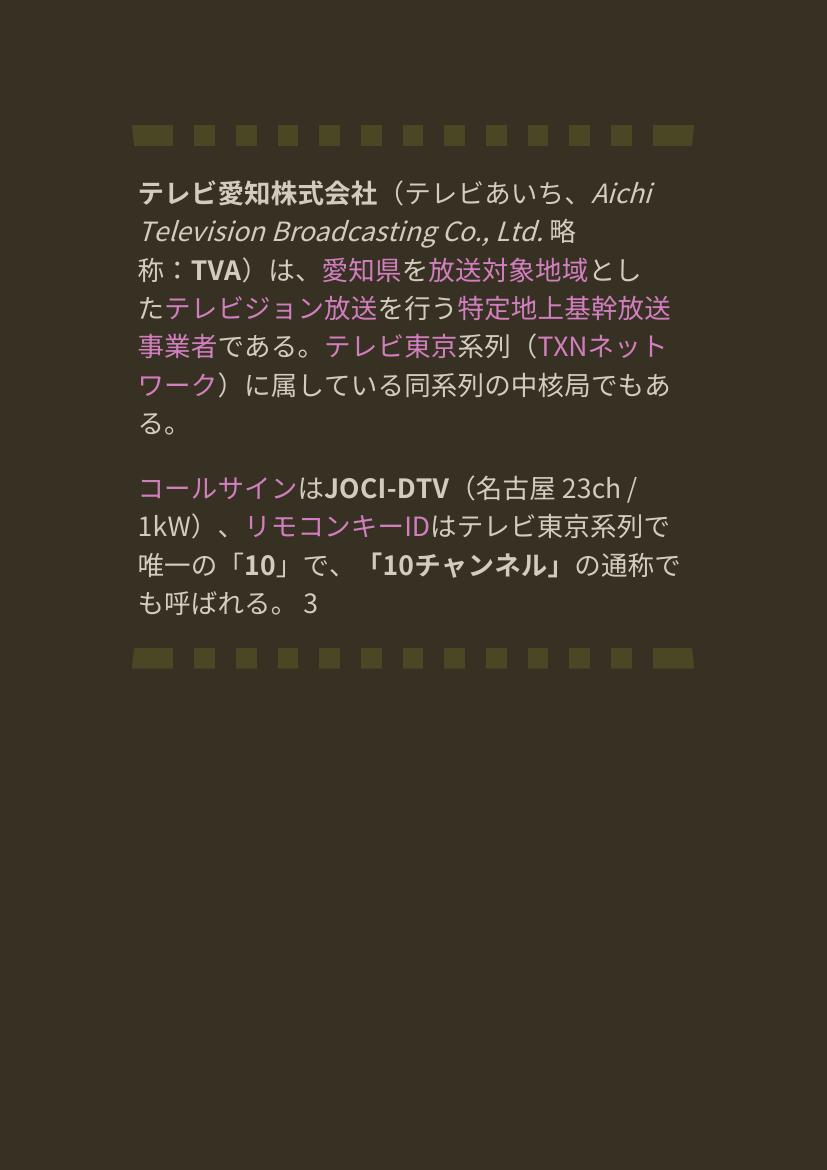 テレビ愛知株式会社（テレビあいち、Aichi
Television Broadcasting Co., Ltd. 略
称：TVA）は、愛知県を放送対象地域とし
たテレビジョン放送を行う特定地上基幹放送
事業者である。テレビ東京系列（TXNネット
ワーク）に属している同系列の中核局でもあ
る。
コールサインはJOCI-DTV（名古屋 23ch /
1kW）、リモコンキーIDはテレビ東京系列で
唯一の「10」で、「10チャンネル」の通称で
も呼ばれる。 3